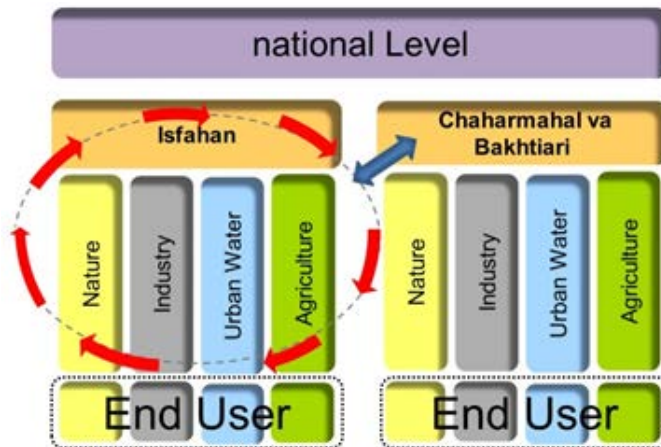 national Level
Isfahan
Chaharmahal va
Bakhtiari
Nature
Industry
Urban Water
Agriculture
Nature
Industry
Urban Water
Agriculture
End User
End User